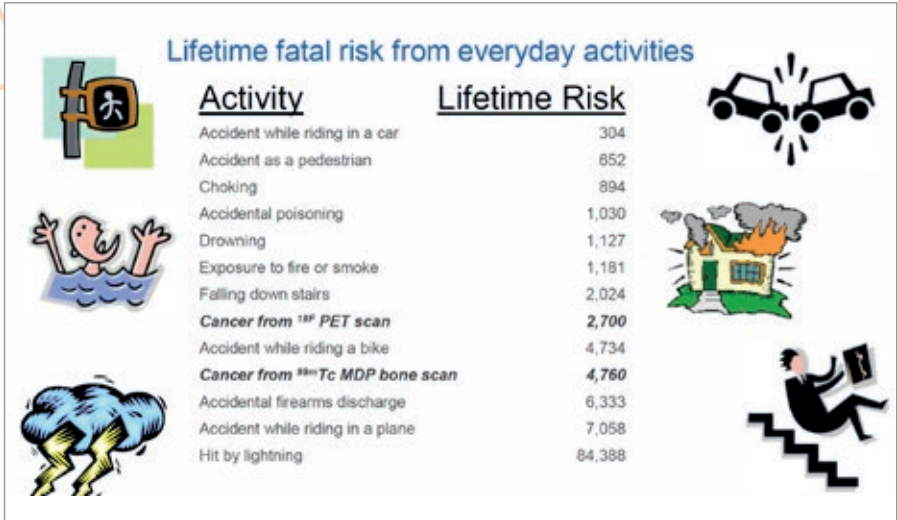 Lifetime fatal risk from everyday activities
Activity Lifetime Risk
Accident while riding in a car 304
Accident as a pedestrian 652
Choking 894
Accidental poisoning 1,030
Drowning 1,127
Exposure to fire or smoke 1,181
Falling down stairs 2,024
Cancer from ¹⁸F PET scan 2,700
Accident while riding a bike 4,734
Cancer from ⁹⁹ᵐTc MDP bone scan 4,760
Accidental firearms discharge 6,333
Accident while riding in a plane 7,058
Hit by lightning 84,388